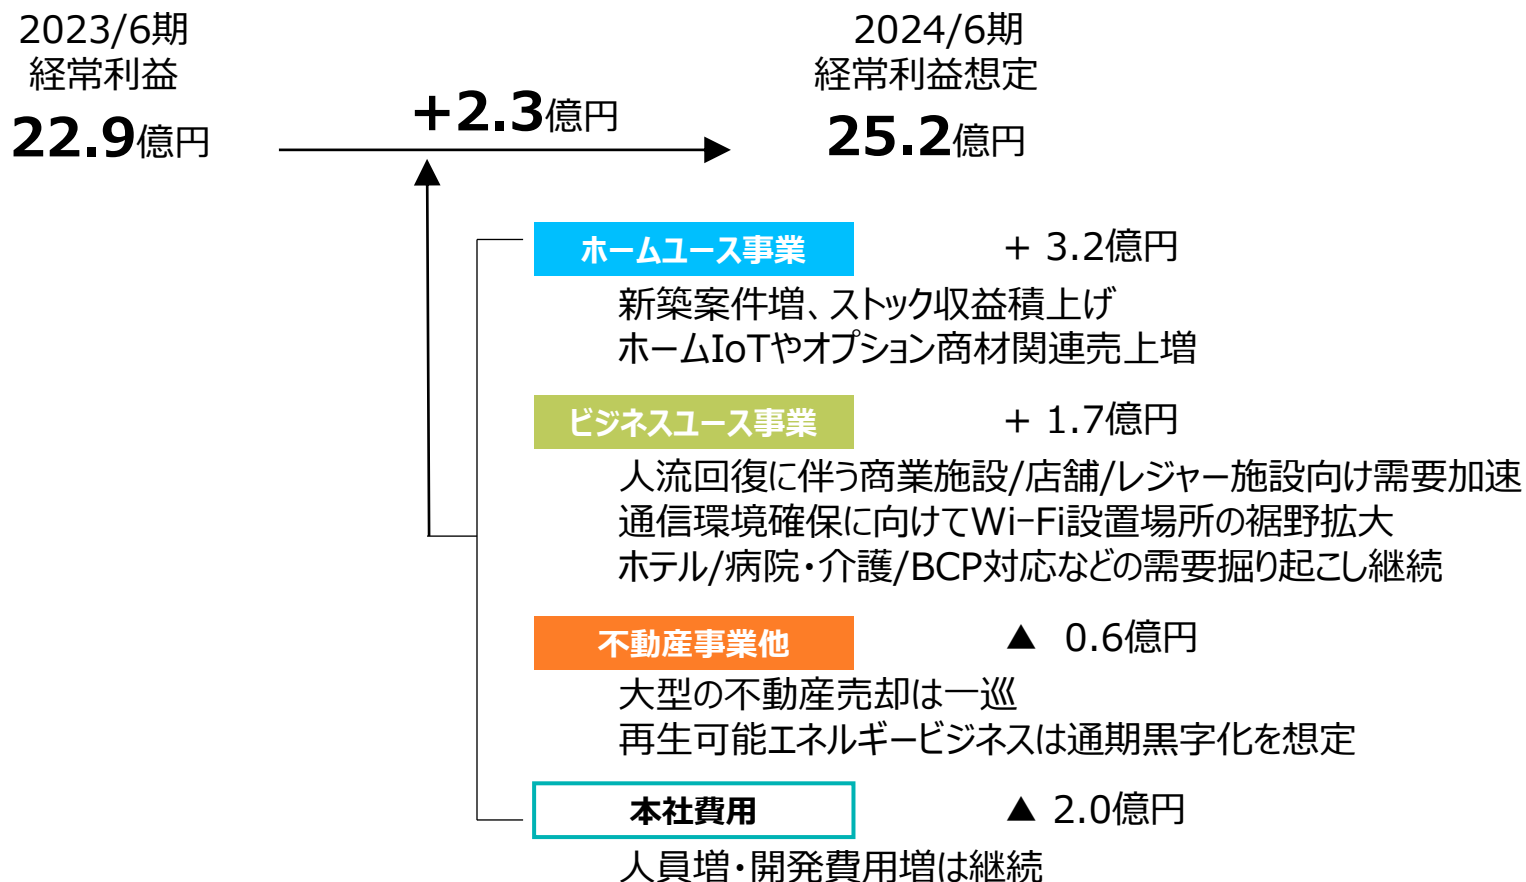 2023/6期
経常利益
22.9億円
+2.3億円
2024/6期
経常利益想定
25.2億円
ホームユース事業
+ 3.2億円
新築案件増、ストック収益積上げ
ホームIoTやオプション商材関連売上増
ビジネスユース事業
+ 1.7億円
人流回復に伴う商業施設/店舗/レジャー施設向け需要加速
通信環境確保に向けてWi-Fi設置場所の裾野拡大
ホテル/病院・介護/BCP対応などの需要掘り起こし継続
不動産事業他
▲ 0.6億円
大型の不動産売却は一巡
再生可能エネルギービジネスは通期黒字化を想定
本社費用
▲ 2.0億円
人員増・開発費用増は継続